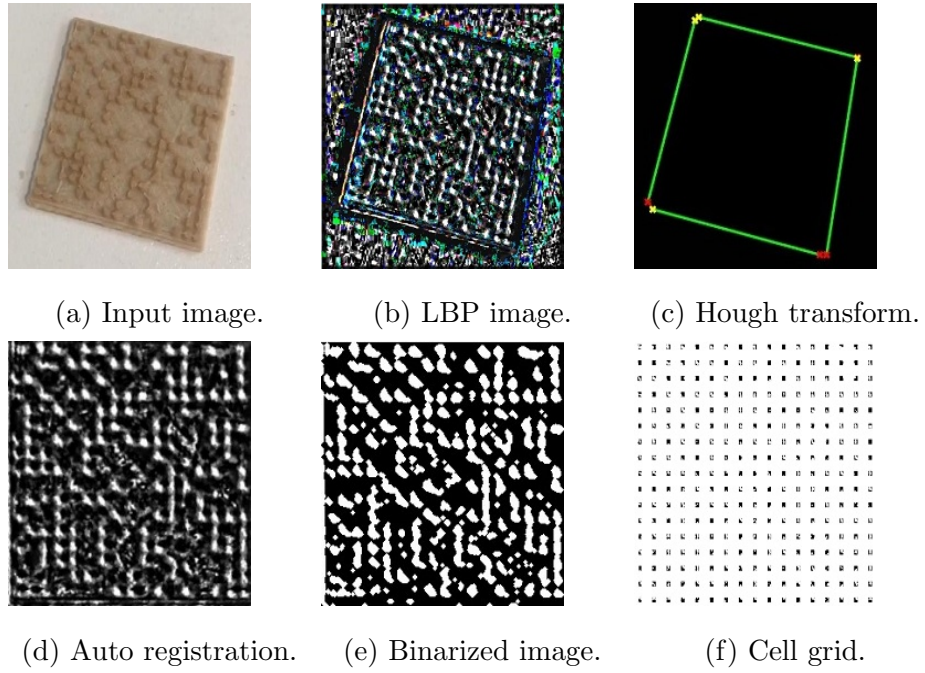 (a) Input image.
(b) LBP image.
(c) Hough transform.
(d) Auto registration.
(e) Binarized image.
(f) Cell grid.